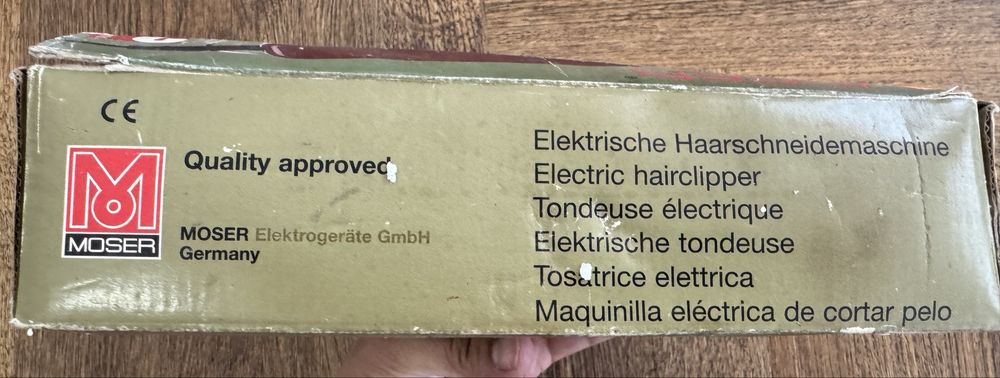 CE
Quality approved
MOSER
MOSER Elektrogeräte GmbH
Germany
Elektrische Haarschneidemaschine
Electric hairclipper
Tondeuse électrique
Elektrische tondeuse
Tosatrice elettrica
Maquinilla eléctrica de cortar pelo